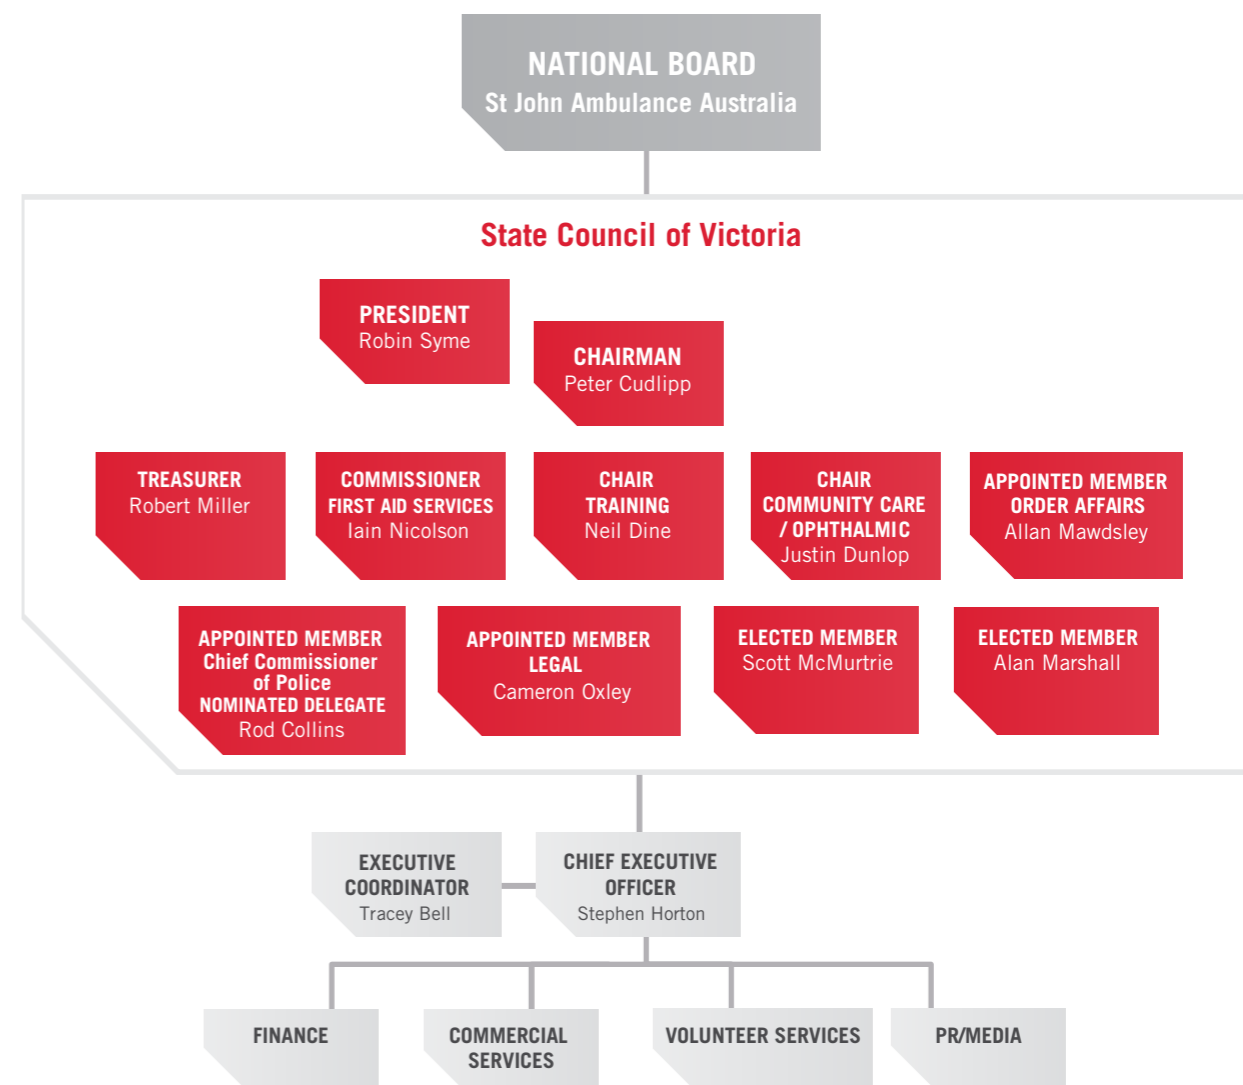 NATIONAL BOARD
St John Ambulance Australia
State Council of Victoria
PRESIDENT
Robin Syme
CHAIRMAN
Peter Cudlipp
TREASURER
Robert Miller
COMMISSIONER
FIRST AID SERVICES
Iain Nicolson
CHAIR
TRAINING
Neil Dine
CHAIR
COMMUNITY CARE
/ OPHTHALMIC
Justin Dunlop
APPOINTED MEMBER
ORDER AFFAIRS
Allan Mawdsley
APPOINTED MEMBER
Chief Commissioner
of Police
NOMINATED DELEGATE
Rod Collins
APPOINTED MEMBER
LEGAL
Cameron Oxley
ELECTED MEMBER
Scott McMurtrie
ELECTED MEMBER
Alan Marshall
EXECUTIVE
COORDINATOR
Tracey Bell
CHIEF EXECUTIVE
OFFICER
Stephen Horton
FINANCE
COMMERCIAL
SERVICES
VOLUNTEER SERVICES
PR/MEDIA